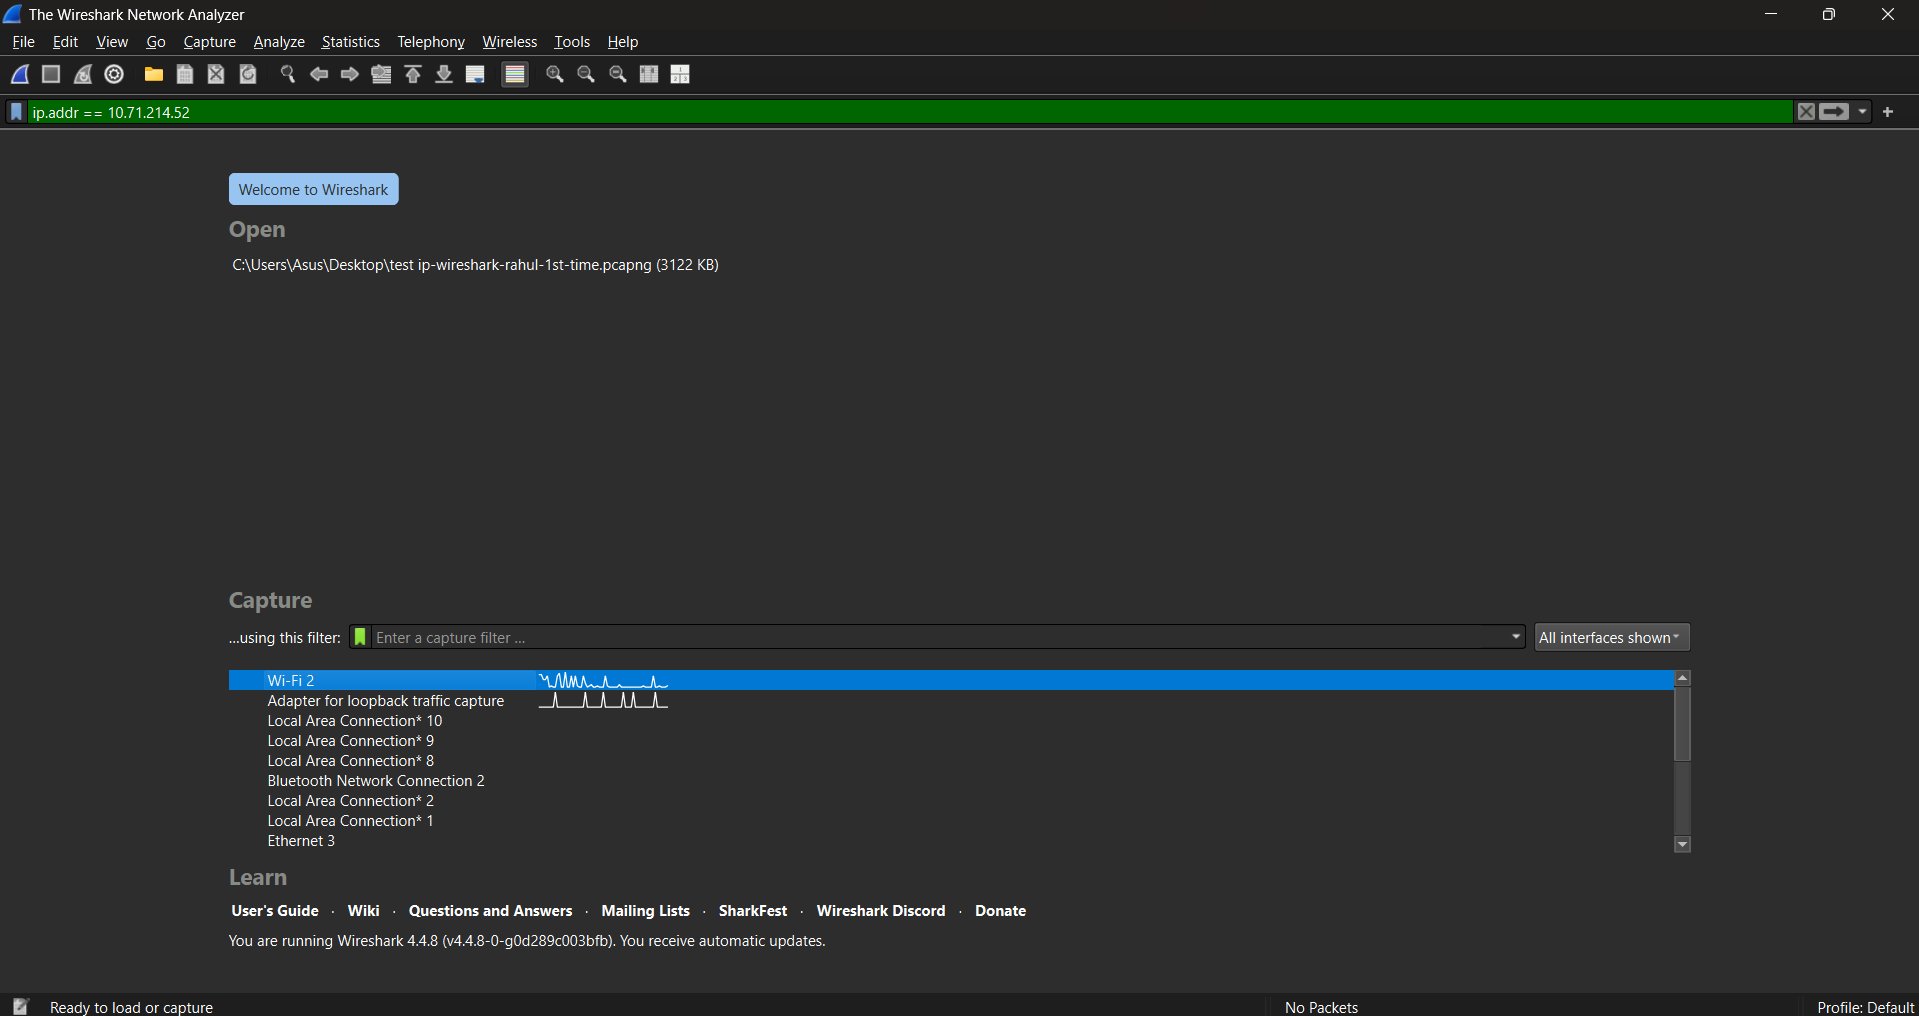 The Wireshark Network Analyzer
File Edit View Go Capture Analyze Statistics Telephony Wireless Tools Help
ip.addr == 10.71.214.52
Welcome to Wireshark
Open
C:\Users\Asus\Desktop\test ip-wireshark-rahul-1st-time.pcapng (3122 KB)
Capture
...using this filter: Enter a capture filter ... All interfaces shown
Wi-Fi 2
Adapter for loopback traffic capture
Local Area Connection* 10
Local Area Connection* 9
Local Area Connection* 8
Bluetooth Network Connection 2
Local Area Connection* 2
Local Area Connection* 1
Ethernet 3
Learn
User's Guide · Wiki · Questions and Answers · Mailing Lists · SharkFest · Wireshark Discord · Donate
You are running Wireshark 4.4.8 (v4.4.8-0-g0d289c003bfb). You receive automatic updates.
Ready to load or capture No Packets Profile: Default